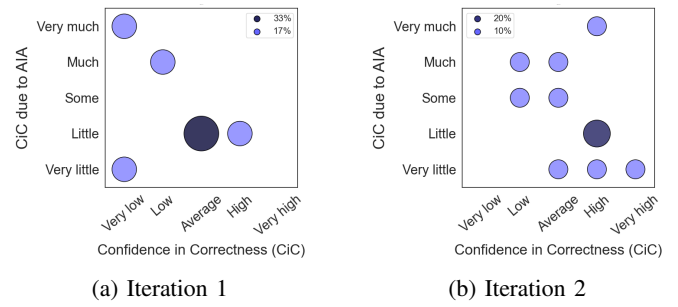 33%
17%
Very much
Much
Some
Little
Very little
CiC due to AIA
Very low
Low
Average
High
Very high
Confidence in Correctness (CiC)
(a) Iteration 1
20%
10%
Very much
Much
Some
Little
Very little
CiC due to AIA
Very low
Low
Average
High
Very high
Confidence in Correctness (CiC)
(b) Iteration 2